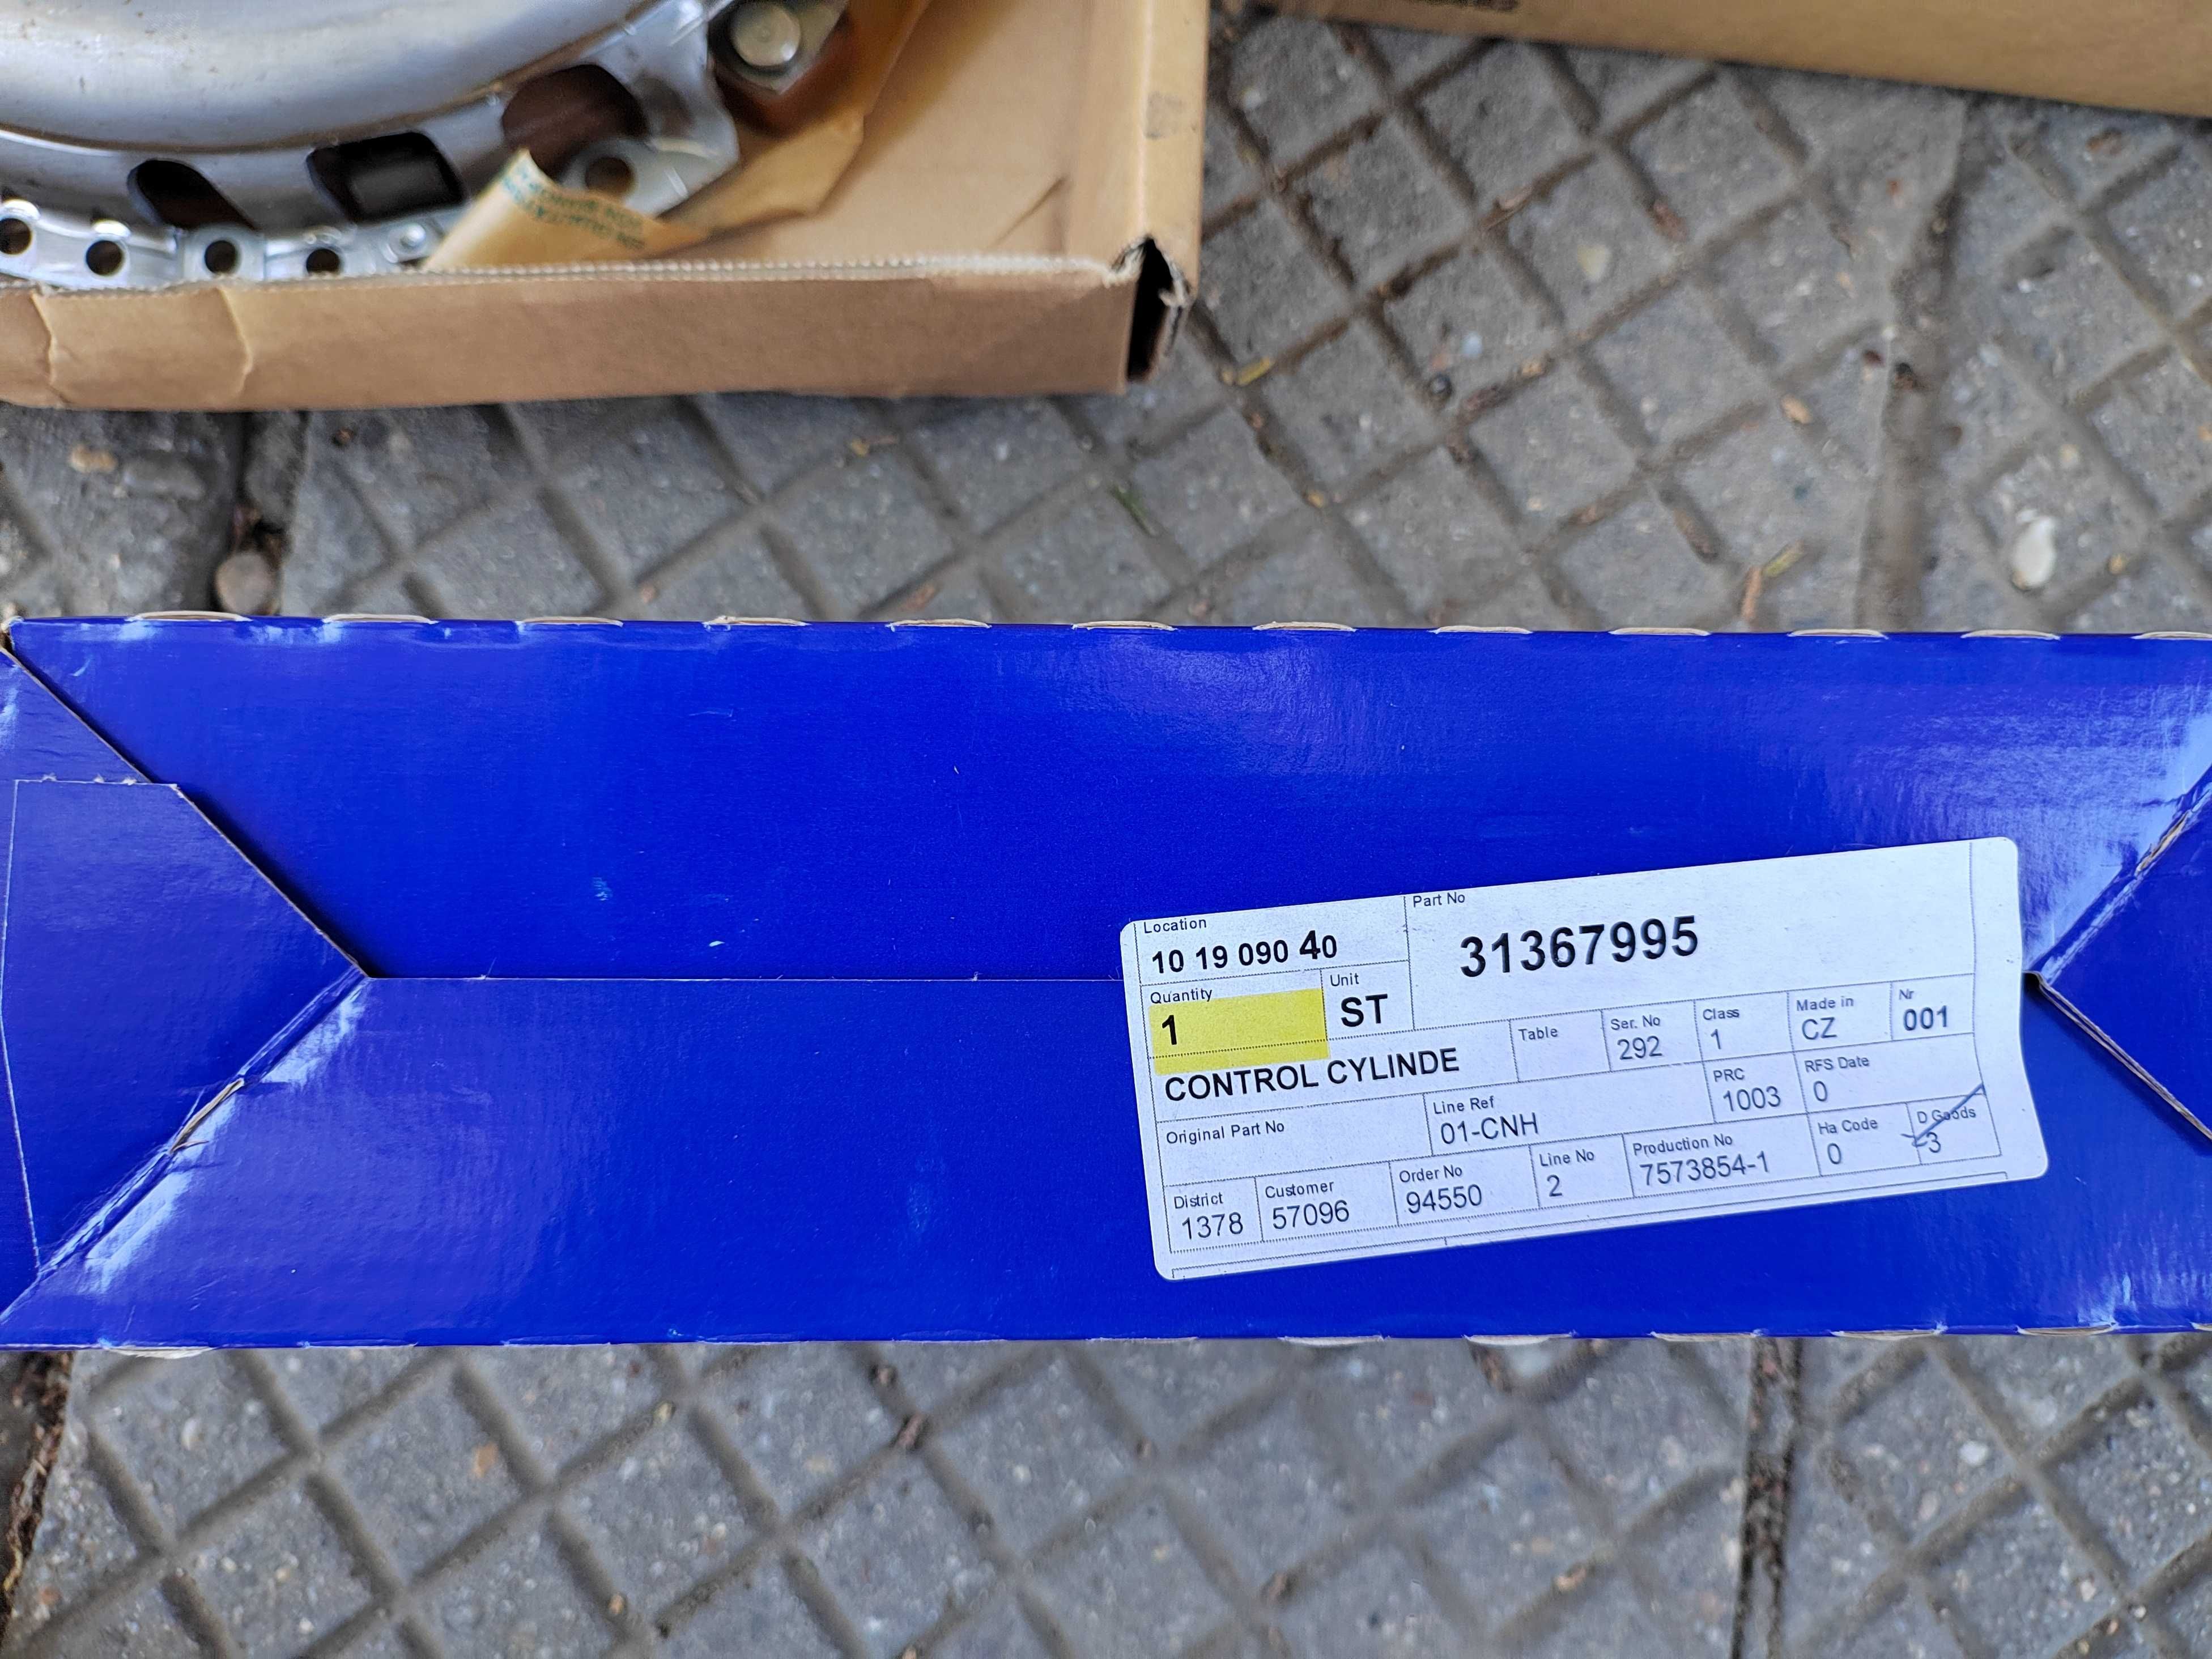 Location
10 19 090 40
Part No
31367995
Quantity
1
Unit
ST
CONTROL CYLINDE
Table
Ser. No
292
Class
1
Made in
CZ
Nr
001
Original Part No
Line Ref
01-CNH
PRC
1003
RFS Date
0
District
1378
Customer
57096
Order No
94550
Line No
2
Production No
7573854-1
Ha Code
0
D Goods
3